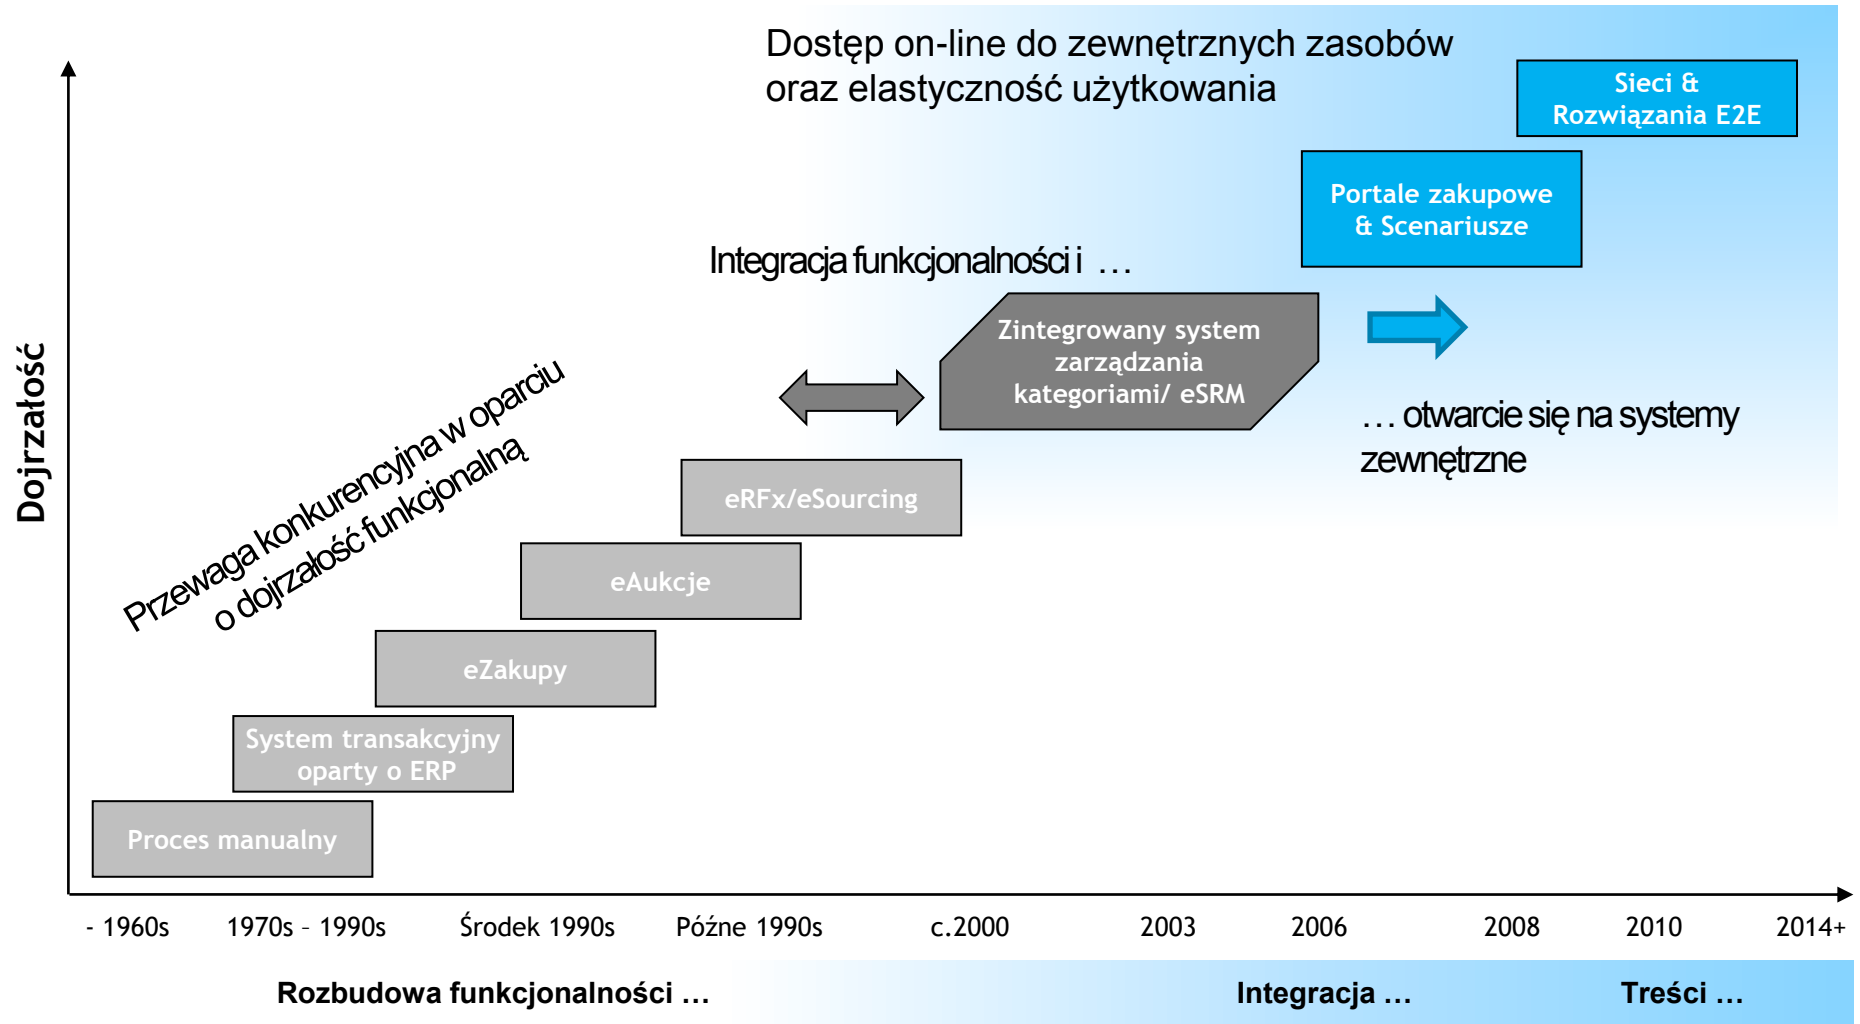 Dostęp on-line do zewnętrznych zasobów
oraz elastyczność użytkowania
Sieci &
Rozwiązania E2E
Portale zakupowe
& Scenariusze
Integracja funkcjonalności i …
Zintegrowany system
zarządzania
kategoriami/ eSRM
… otwarcie się na systemy
zewnętrzne
Dojrzałość
Przewaga konkurencyjna w oparciu
o dojrzałość funkcjonalną
eRFx/eSourcing
eAukcje
eZakupy
System transakcyjny
oparty o ERP
Proces manualny
- 1960s 1970s – 1990s Środek 1990s Późne 1990s c.2000 2003 2006 2008 2010 2014+
Rozbudowa funkcjonalności … Integracja … Treści …